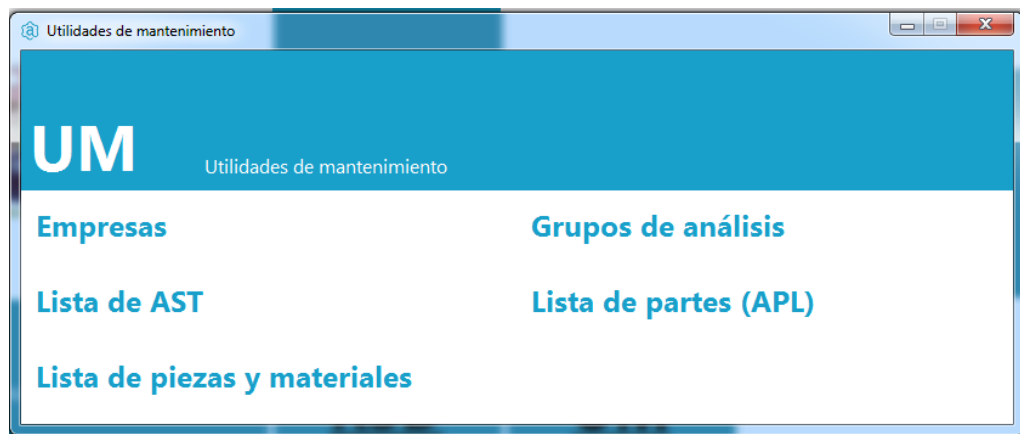 Utilidades de mantenimiento
UM
Utilidades de mantenimiento
Empresas
Grupos de análisis
Lista de AST
Lista de partes (APL)
Lista de piezas y materiales